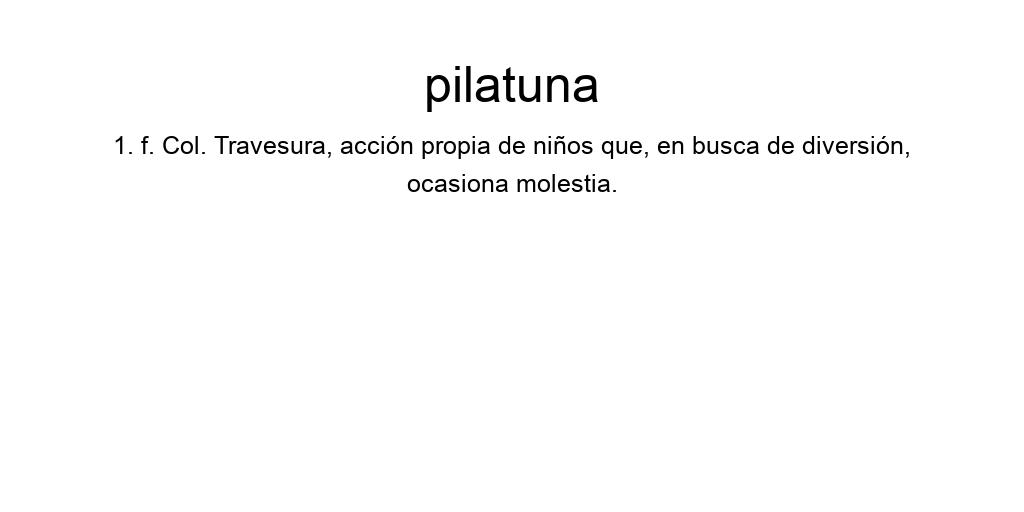 pilatuna
1. f. Col. Travesura, acción propia de niños que, en busca de diversión,
ocasiona molestia.